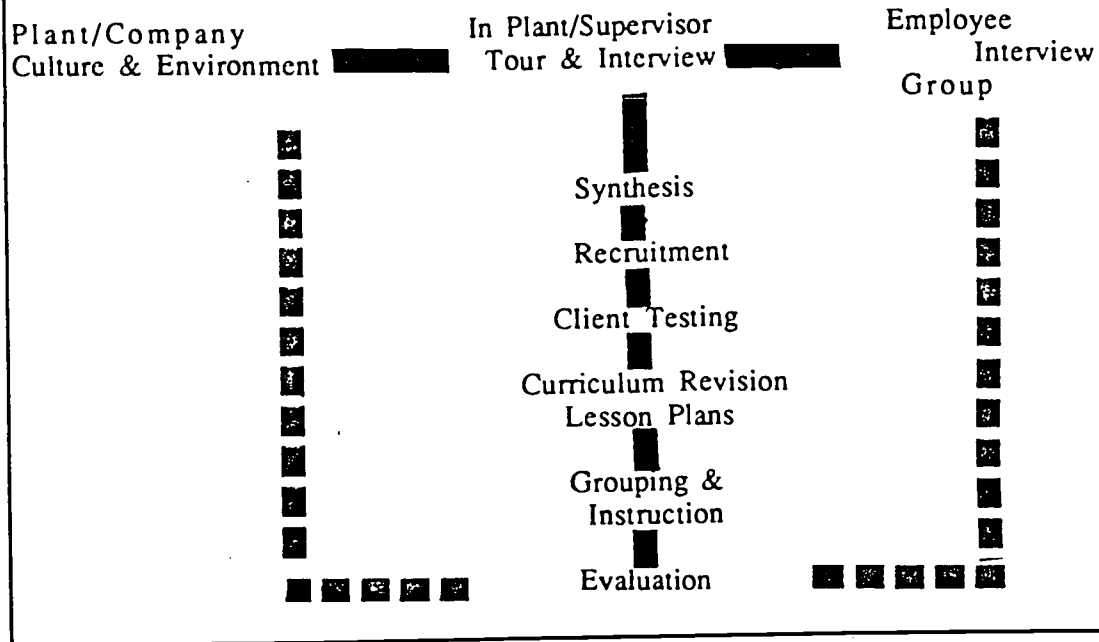 Plant/Company
Culture & Environment
In Plant/Supervisor
Tour & Interview
Employee
Interview
Group
Synthesis
Recruitment
Client Testing
Curriculum Revision
Lesson Plans
Grouping &
Instruction
Evaluation